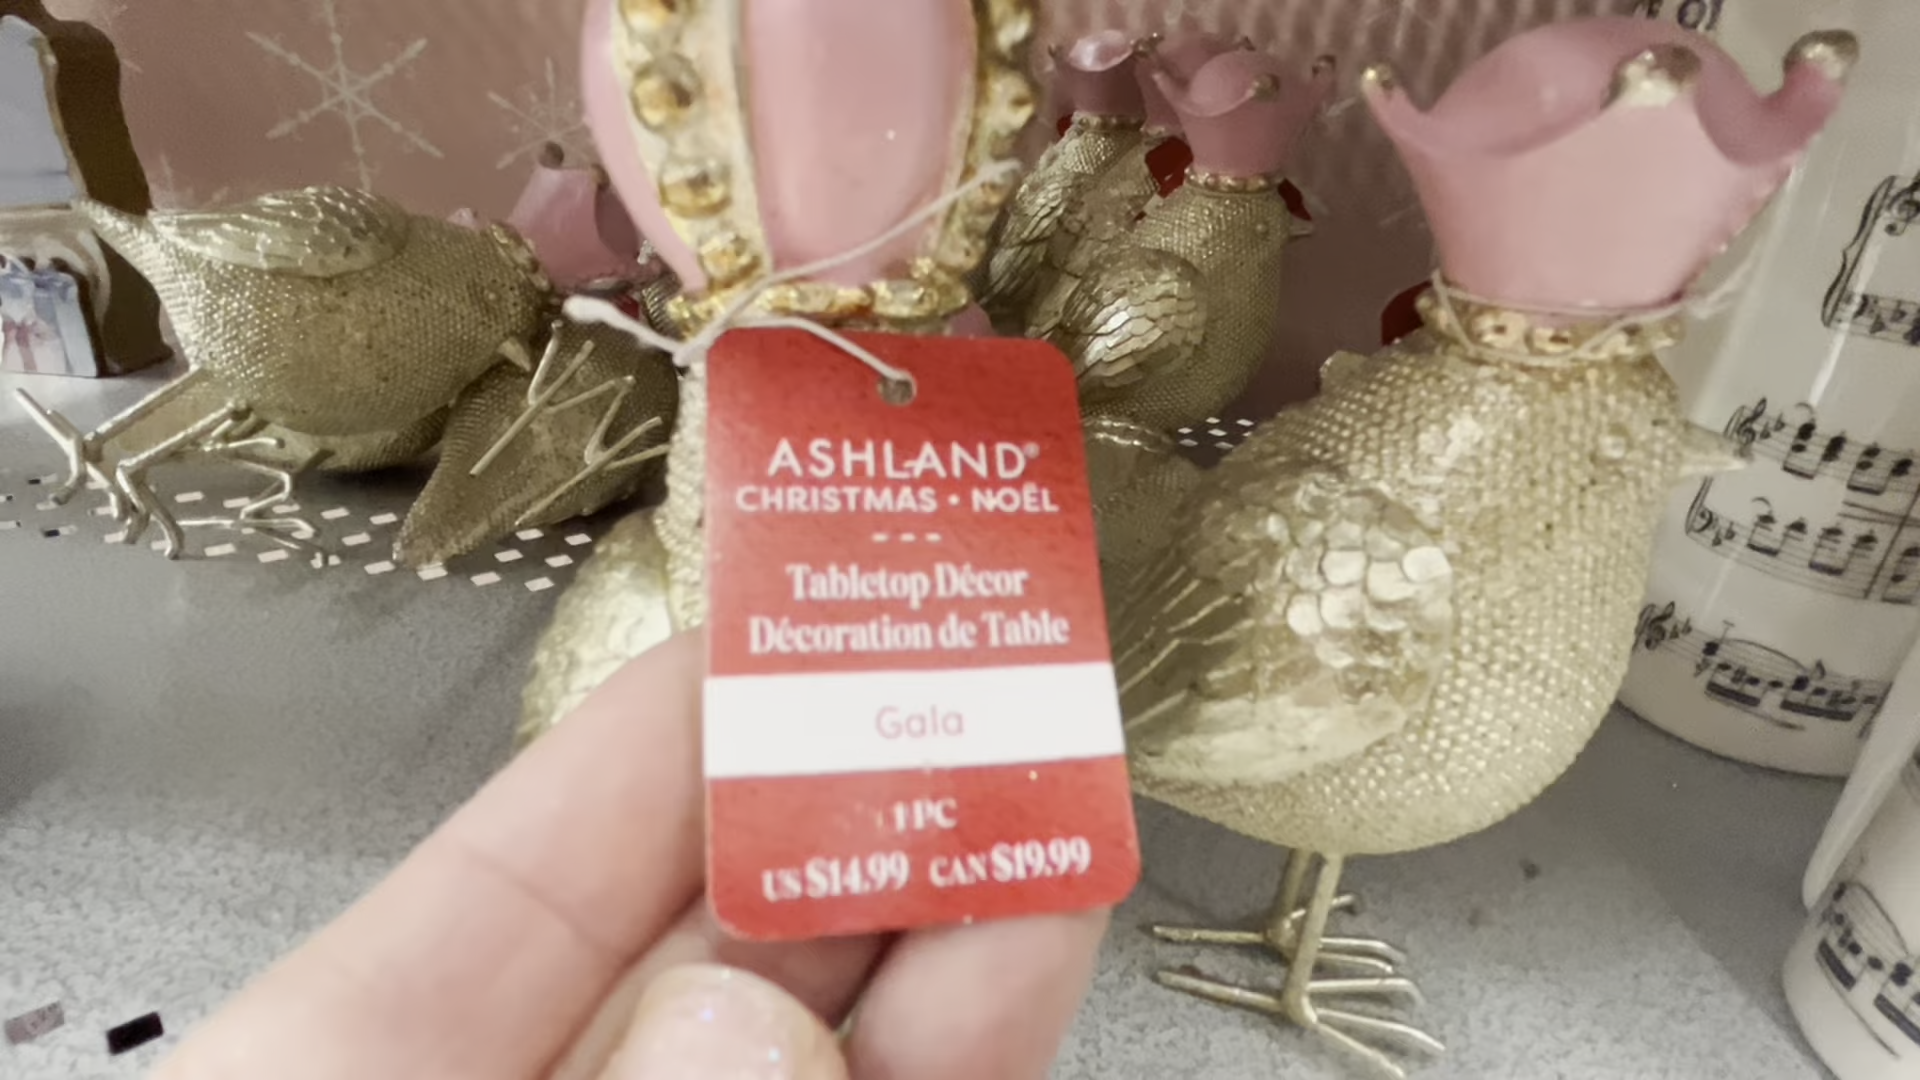 ASHLAND®
CHRISTMAS • NOËL
Tabletop Décor
Décoration de Table
Gala
1 PC
US $14.99 CAN $19.99